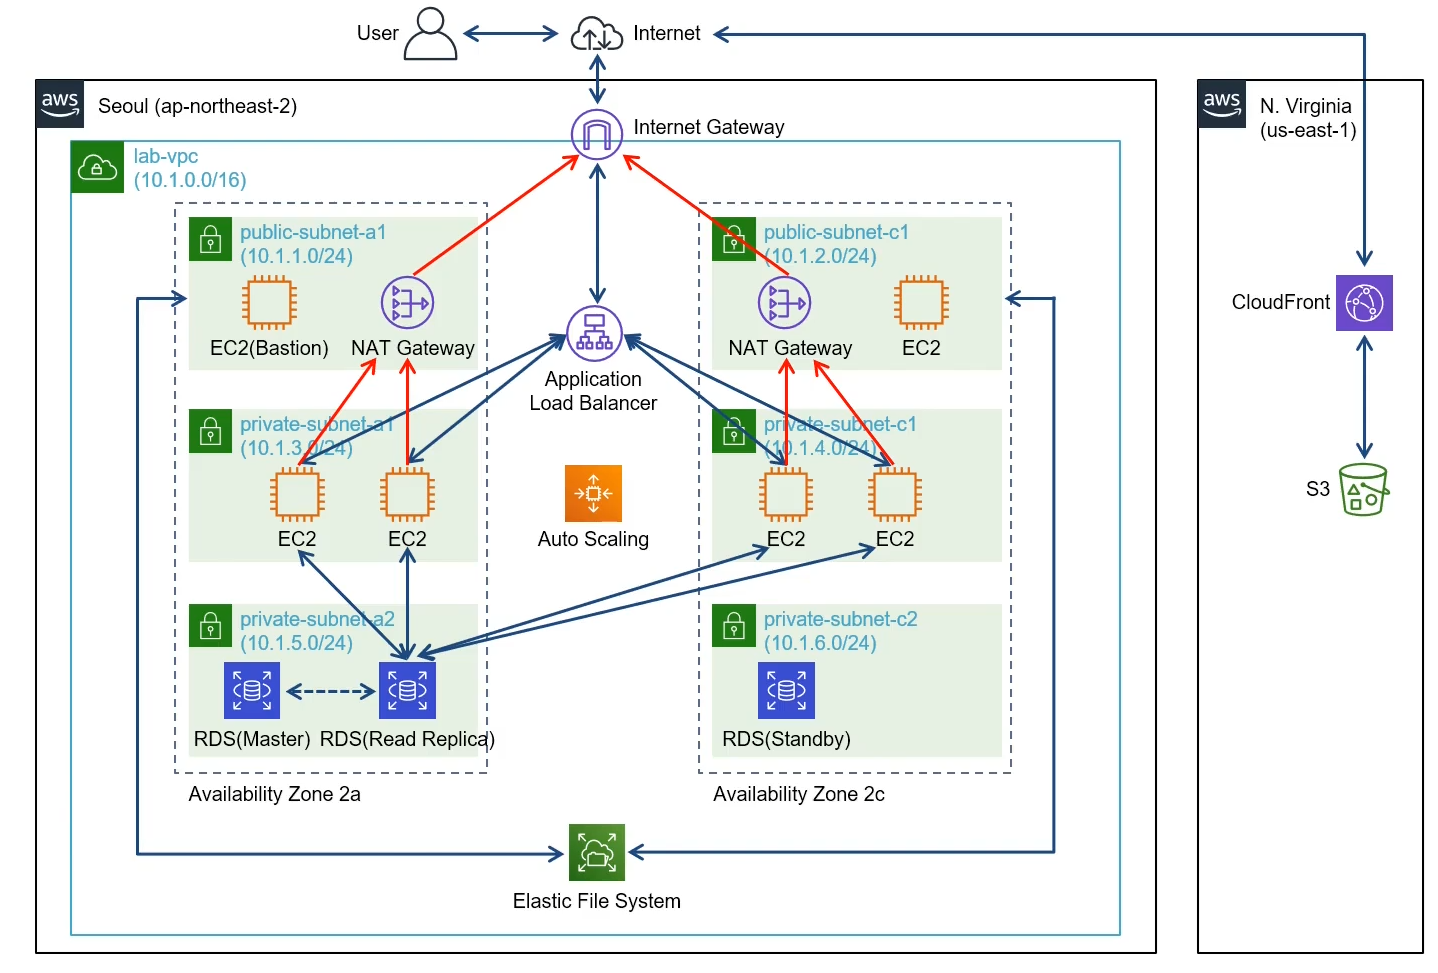 User
Internet
aws
Seoul (ap-northeast-2)
aws
N. Virginia
(us-east-1)
Internet Gateway
lab-vpc
(10.1.0.0/16)
public-subnet-a1
(10.1.1.0/24)
public-subnet-c1
(10.1.2.0/24)
EC2(Bastion)
NAT Gateway
NAT Gateway
EC2
CloudFront
Application
Load Balancer
private-subnet-a1
(10.1.3.0/24)
private-subnet-c1
(10.1.4.0/24)
S3
EC2
EC2
Auto Scaling
EC2
EC2
private-subnet-a2
(10.1.5.0/24)
private-subnet-c2
(10.1.6.0/24)
RDS(Master)
RDS(Read Replica)
RDS(Standby)
Availability Zone 2a
Availability Zone 2c
Elastic File System